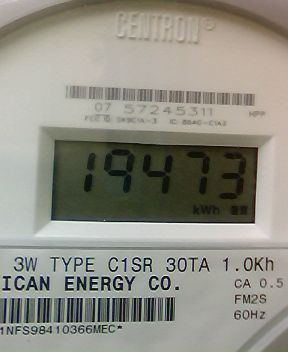 CENTRON®
07 57245311 HPP
19473
kWh
3W TYPE C1SR 30TA 1.0Kh
ICAN ENERGY CO. CA 0.5
FM2S
60Hz
1NFS98410366MEC*